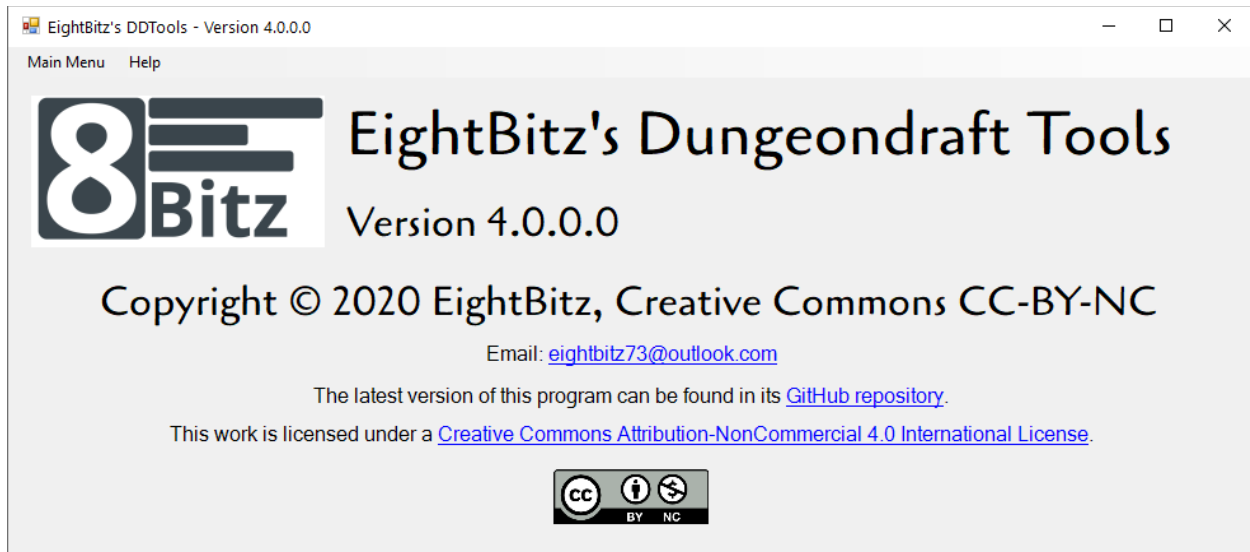 EightBitz's DDTools - Version 4.0.0.0
Main Menu Help
8 Bitz
EightBitz's Dungeondraft Tools
Version 4.0.0.0
Copyright © 2020 EightBitz, Creative Commons CC-BY-NC
Email: eightbitz73@outlook.com
The latest version of this program can be found in its GitHub repository.
This work is licensed under a Creative Commons Attribution-NonCommercial 4.0 International License.
cc
BY NC